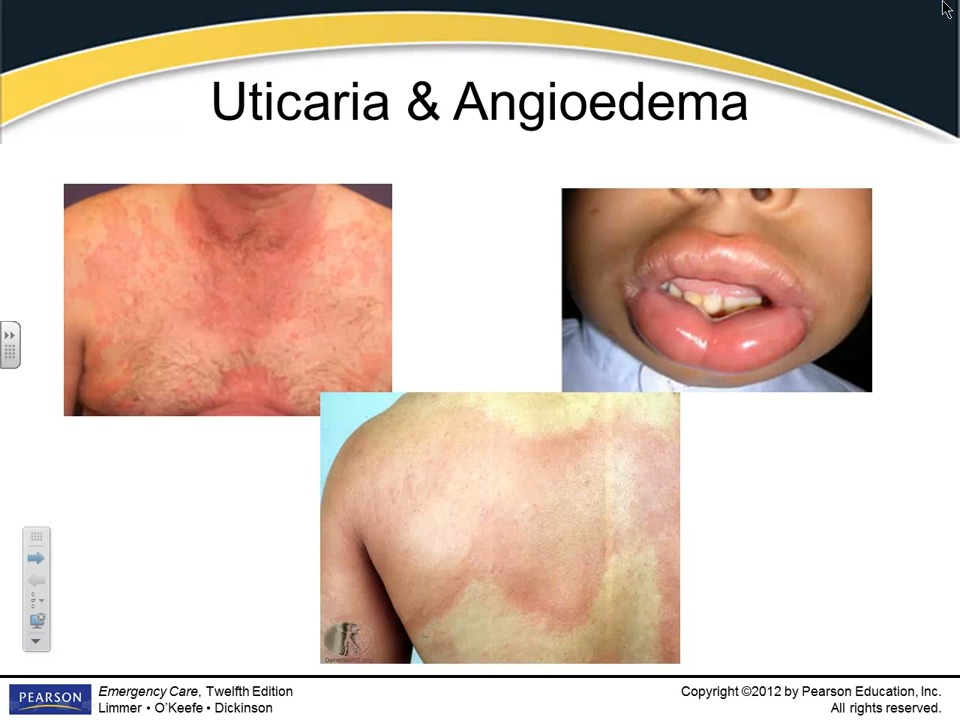 Uticaria & Angioedema
PEARSON
Emergency Care, Twelfth Edition
Limmer • O'Keefe • Dickinson
Copyright ©2012 by Pearson Education, Inc.
All rights reserved.